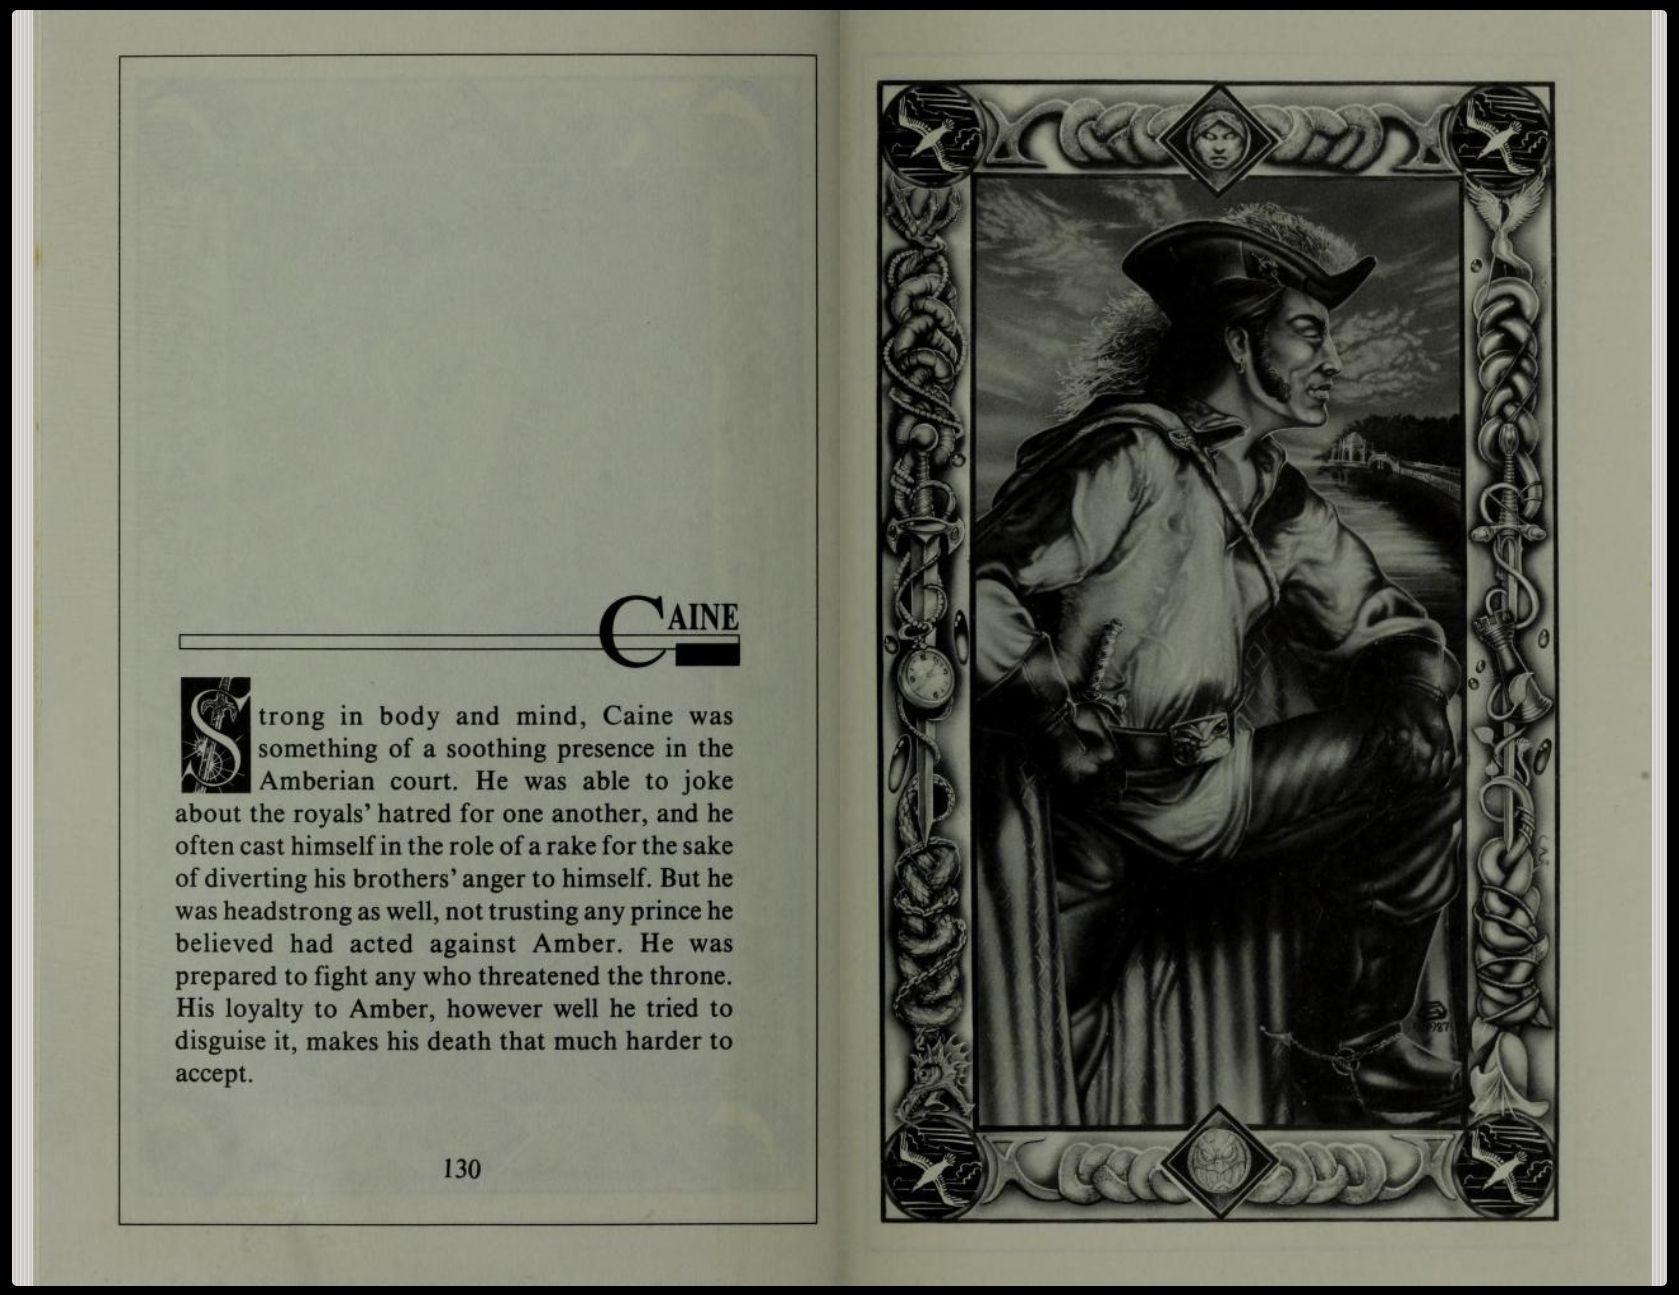 CAINE
Strong in body and mind, Caine was
something of a soothing presence in the
Amberian court. He was able to joke
about the royals' hatred for one another, and he
often cast himself in the role of a rake for the sake
of diverting his brothers' anger to himself. But he
was headstrong as well, not trusting any prince he
believed had acted against Amber. He was
prepared to fight any who threatened the throne.
His loyalty to Amber, however well he tried to
disguise it, makes his death that much harder to
accept.
130